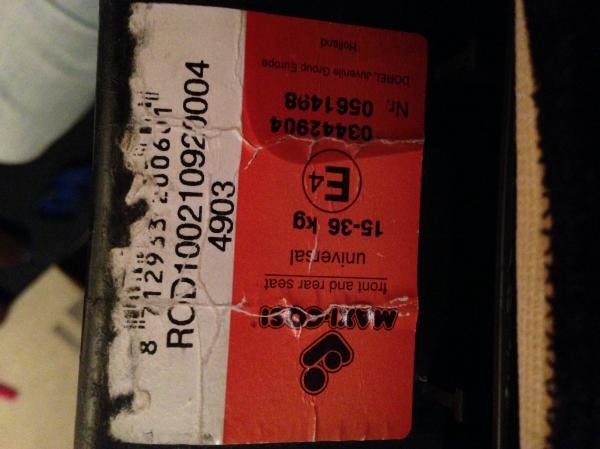 MAXI-COSI®
front and rear seat
universal
15-36 kg
E4
03442904
Nr. 0561498
DOREL Juvenile Group Europe
Holland
ROD100210920004
4903